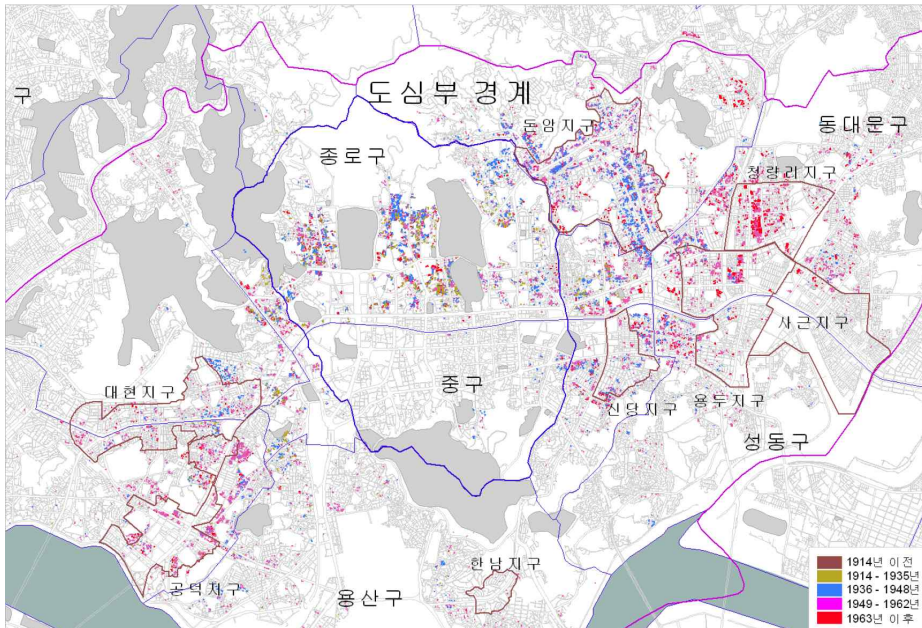 도심부 경계
구
돈암지구
동대문구
종로구
청량리지구
사근지구
대현지구
중구
신당지구
용두지구
성동구
한남지구
공덕지구
용산구
1914년 이전
1914 - 1935년
1936 - 1948년
1949 - 1962년
1963년 이후